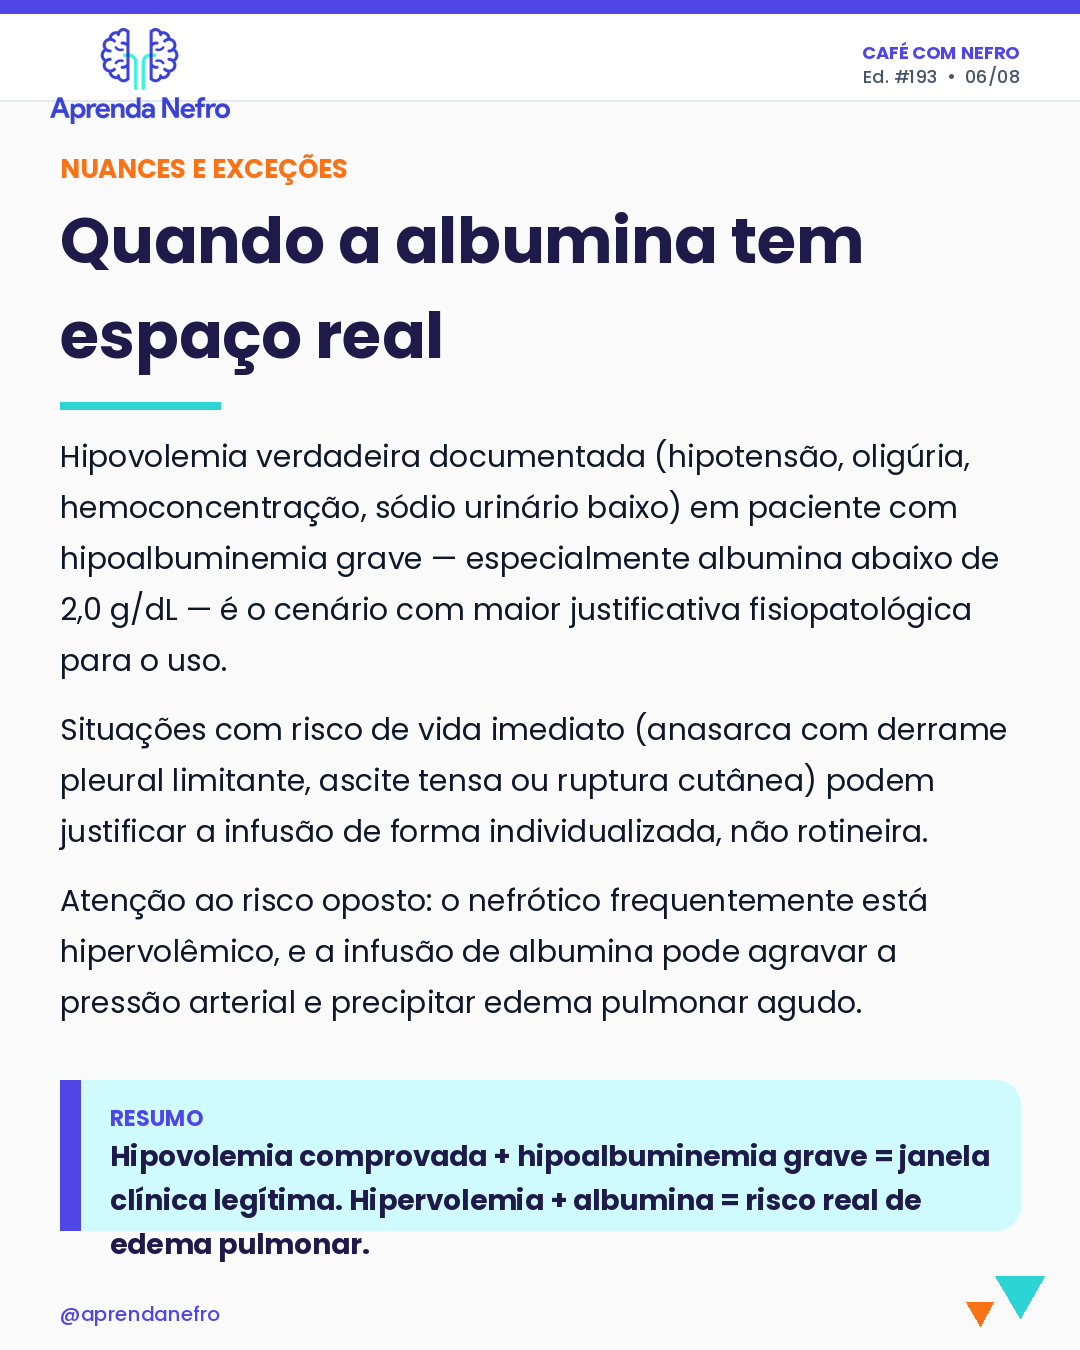 Aprenda Nefro
CAFÉ COM NEFRO
Ed. #193 • 06/08
NUANCES E EXCEÇÕES
Quando a albumina tem
espaço real
Hipovolemia verdadeira documentada (hipotensão, oligúria,
hemoconcentração, sódio urinário baixo) em paciente com
hipoalbuminemia grave — especialmente albumina abaixo de
2,0 g/dL — é o cenário com maior justificativa fisiopatológica
para o uso.
Situações com risco de vida imediato (anasarca com derrame
pleural limitante, ascite tensa ou ruptura cutânea) podem
justificar a infusão de forma individualizada, não rotineira.
Atenção ao risco oposto: o nefrótico frequentemente está
hipervolêmico, e a infusão de albumina pode agravar a
pressão arterial e precipitar edema pulmonar agudo.
RESUMO
Hipovolemia comprovada + hipoalbuminemia grave = janela
clínica legítima. Hipervolemia + albumina = risco real de
edema pulmonar.
@aprendanefro